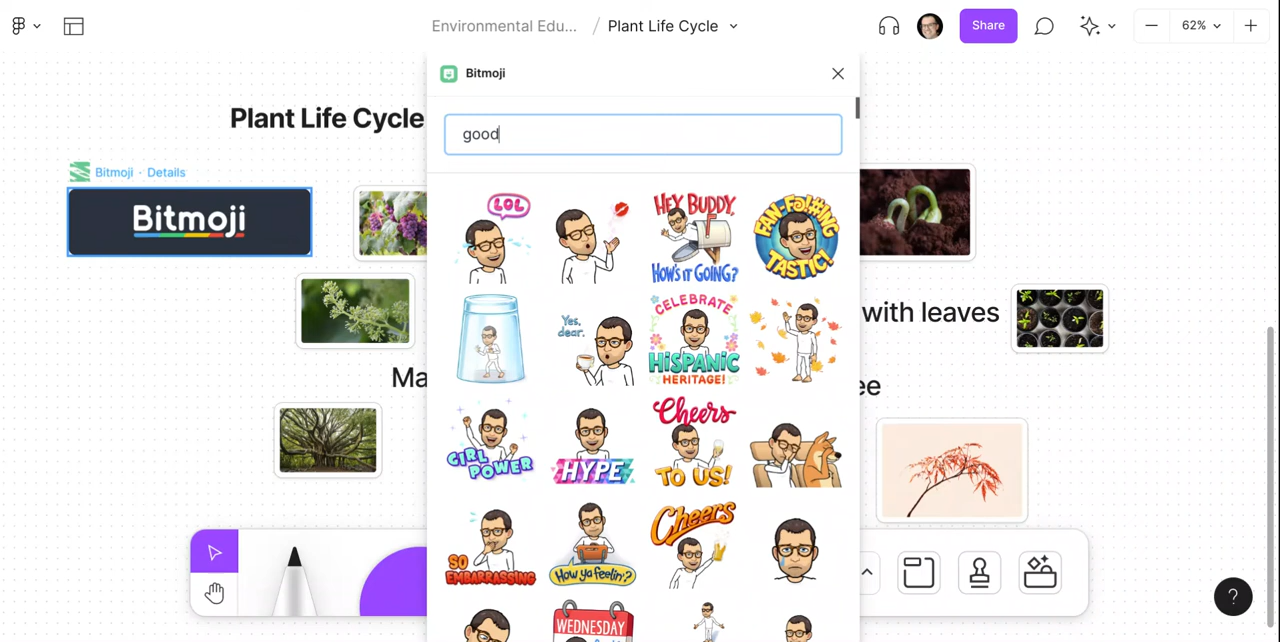 Environmental Edu... / Plant Life Cycle
Share
62%
Bitmoji
Plant Life Cycle
good
Bitmoji · Details
Bitmoji
LOL
HEY BUDDY,
HOW'S IT GOING?
FAN-F@!#ING
TASTIC!
with leaves
Yes,
dear.
CELEBRATE
HiSPANiC
HERITAGE!
Ma
ee
GiRL
POWER
HYPE
Cheers
TO US!
SO
EMBARRASSING
How ya feelin'?
Cheers
WEDNESDAY
?